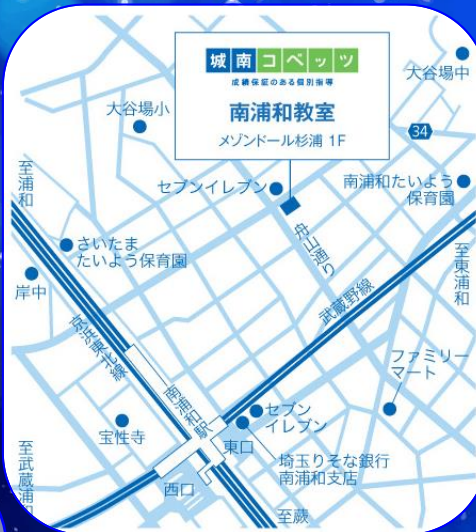 城南コベッツ
成績保証のある個別指導
南浦和教室
メゾンドール杉浦 1F
大谷場中
大谷場小
34
至浦和
セブンイレブン
南浦和たいよう
保育園
舟山通り
さいたま
たいよう保育園
至東浦和
岸中
京浜東北線
武蔵野線
ファミリー
マート
南浦和駅
セブン
イレブン
宝性寺
東口
埼玉りそな銀行
南浦和支店
至武蔵浦和
西口
至蕨